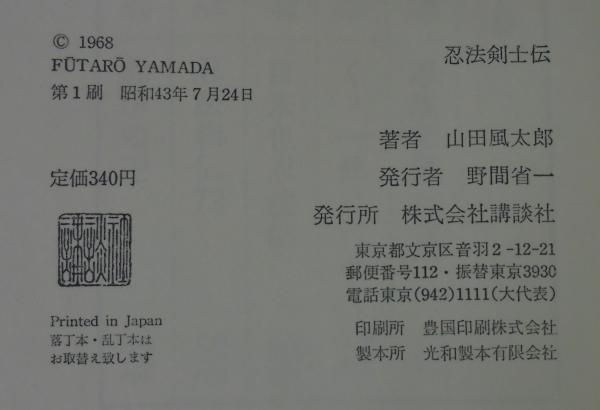 © 1968
FŪTARŌ YAMADA
第1刷 昭和43年7月24日
定価340円
Printed in Japan
落丁本・乱丁本は
お取替え致します
忍法剣士伝
著者 山田風太郎
発行者 野間省一
発行所 株式会社講談社
東京都文京区音羽2-12-21
郵便番号112・振替東京3930
電話東京(942)1111(大代表)
印刷所 豊国印刷株式会社
製本所 光和製本有限会社